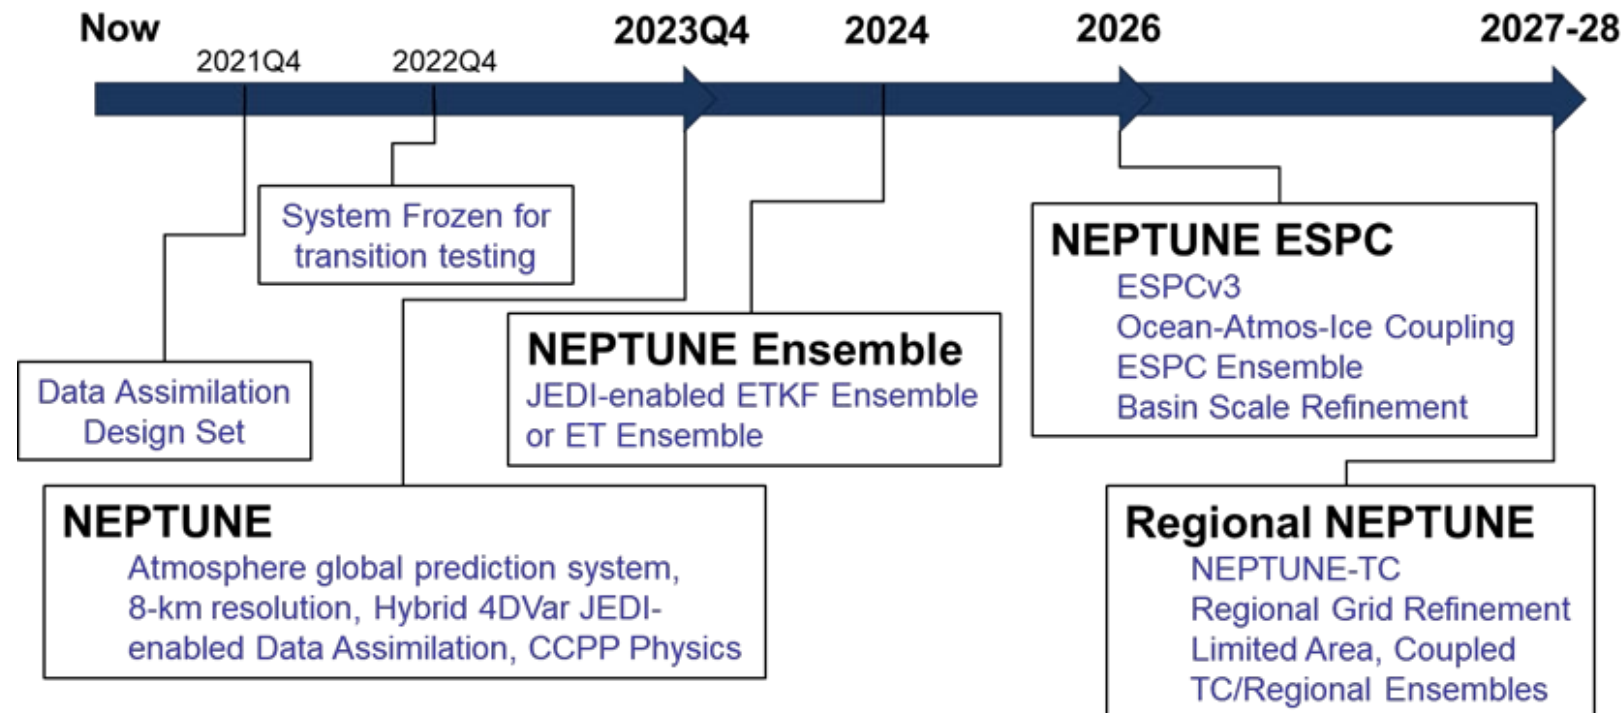 Now
2023Q4
2024
2026
2027-28
2021Q4
2022Q4
System Frozen for
transition testing
Data Assimilation
Design Set
NEPTUNE
Atmosphere global prediction system,
8-km resolution, Hybrid 4DVar JEDI-
enabled Data Assimilation, CCPP Physics
NEPTUNE Ensemble
JEDI-enabled ETKF Ensemble
or ET Ensemble
NEPTUNE ESPC
ESPCv3
Ocean-Atmos-Ice Coupling
ESPC Ensemble
Basin Scale Refinement
Regional NEPTUNE
NEPTUNE-TC
Regional Grid Refinement
Limited Area, Coupled
TC/Regional Ensembles